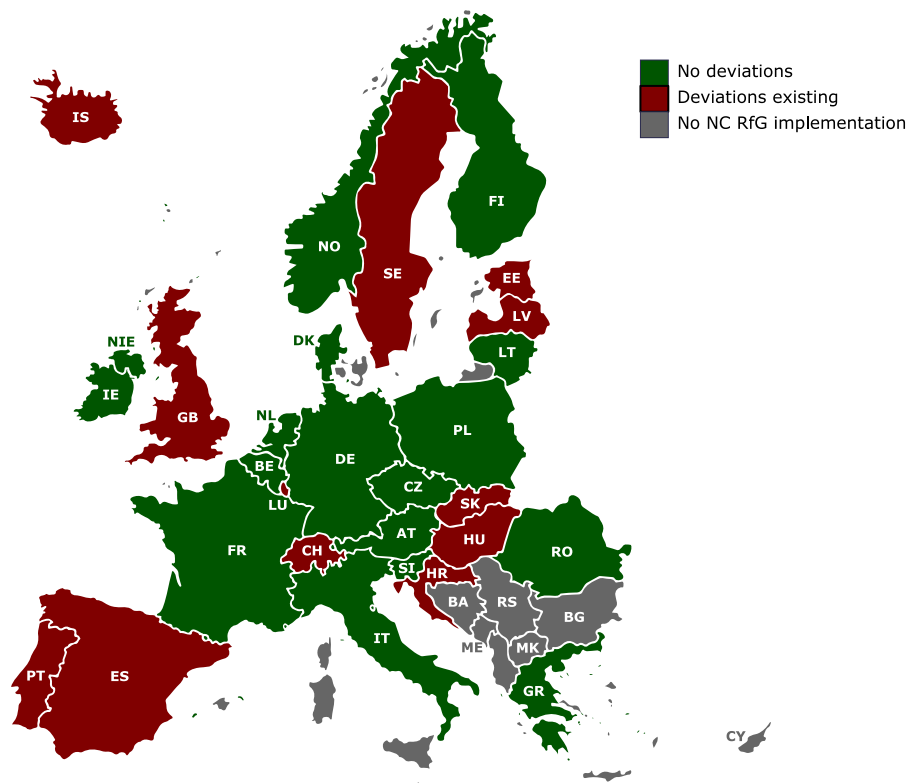 No deviations
Deviations existing
No NC RfG implementation
IS
FI
NO
SE
EE
LV
LT
DK
NIE
IE
GB
NL
PL
BE
DE
CZ
LU
SK
AT
HU
FR
CH
RO
SI
HR
BA
RS
BG
IT
ME
MK
PT
ES
GR
CY